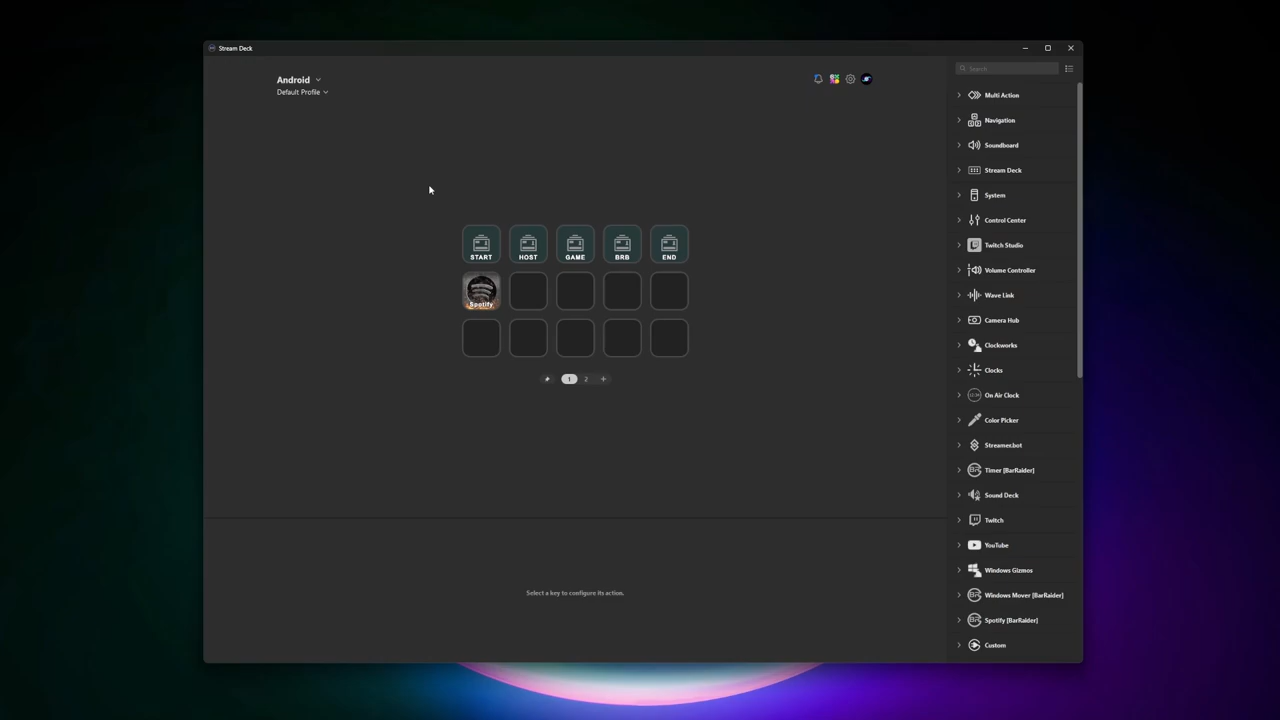 Stream Deck
Android
Default Profile
Search
START
HOST
GAME
BRB
END
Spotify
1
2
Select a key to configure its action.
Multi Action
Navigation
Soundboard
Stream Deck
System
Control Center
Twitch Studio
Volume Controller
Wave Link
Camera Hub
Clockworks
Clocks
On Air Clock
Color Picker
Streamer.bot
Timer [BarRaider]
Sound Deck
Twitch
YouTube
Windows Gizmos
Windows Mover [BarRaider]
Spotify [BarRaider]
Custom